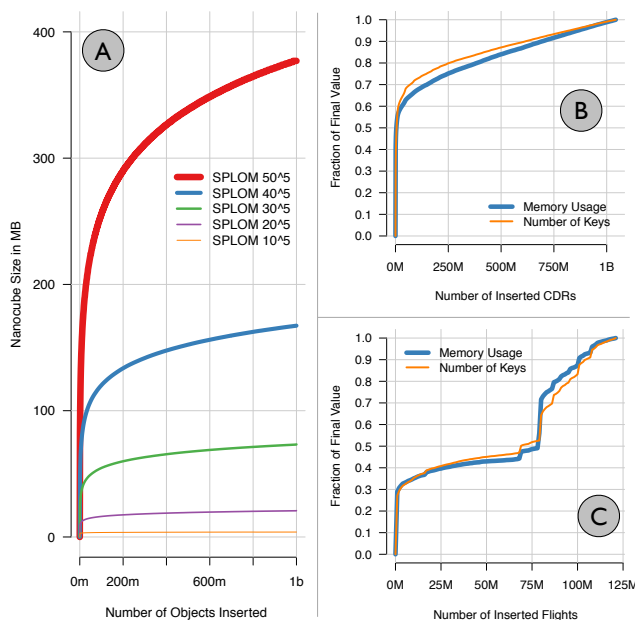 A
Nanocube Size in MB
400
300
200
100
0
SPLOM 50^5
SPLOM 40^5
SPLOM 30^5
SPLOM 20^5
SPLOM 10^5
0m
200m
600m
1b
Number of Objects Inserted
B
Fraction of Final Value
1.0
0.9
0.8
0.7
0.6
0.5
0.4
0.3
0.2
0.1
0.0
Memory Usage
Number of Keys
0M
250M
500M
750M
1B
Number of Inserted CDRs
C
Fraction of Final Value
1.0
0.9
0.8
0.7
0.6
0.5
0.4
0.3
0.2
0.1
0.0
Memory Usage
Number of Keys
0M
25M
50M
75M
100M
125M
Number of Inserted Flights